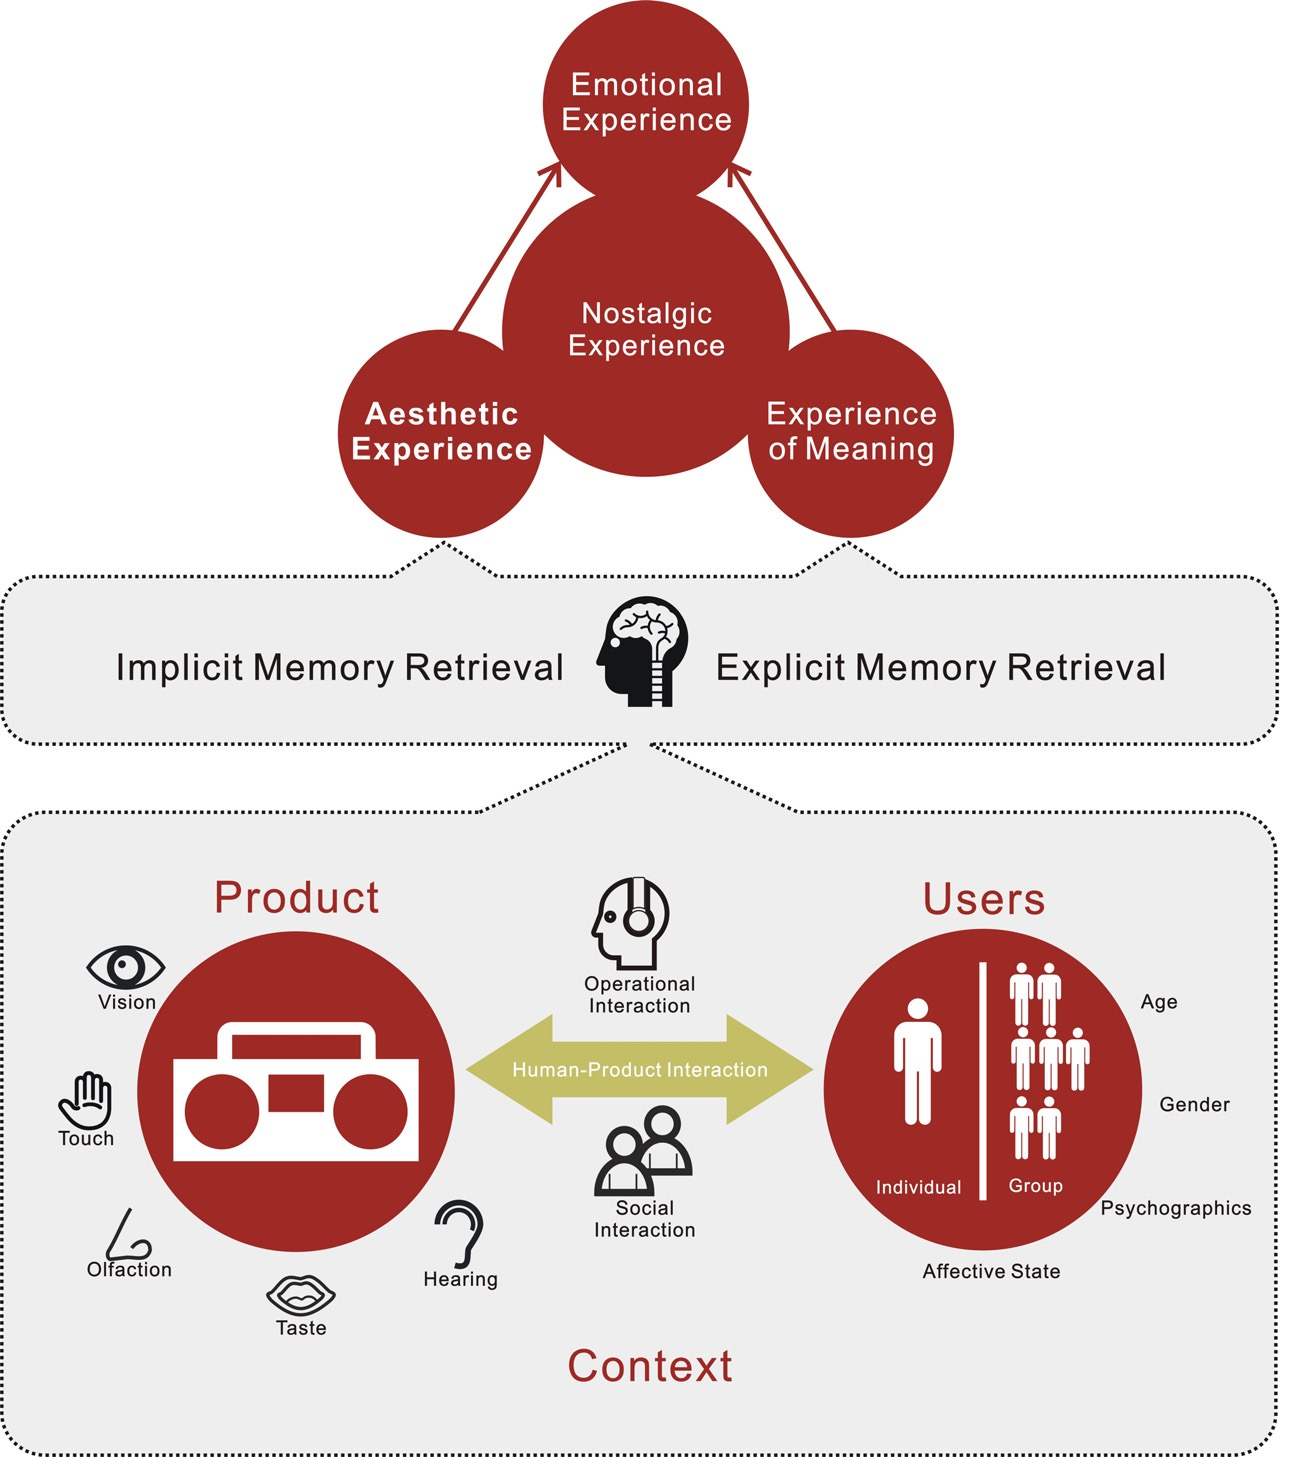 Emotional
Experience
Nostalgic
Experience
Aesthetic
Experience
Experience
of Meaning
Implicit Memory Retrieval
Explicit Memory Retrieval
Product
Users
Vision
Touch
Olfaction
Taste
Hearing
Operational
Interaction
Human-Product Interaction
Social
Interaction
Individual
Group
Age
Gender
Psychographics
Affective State
Context